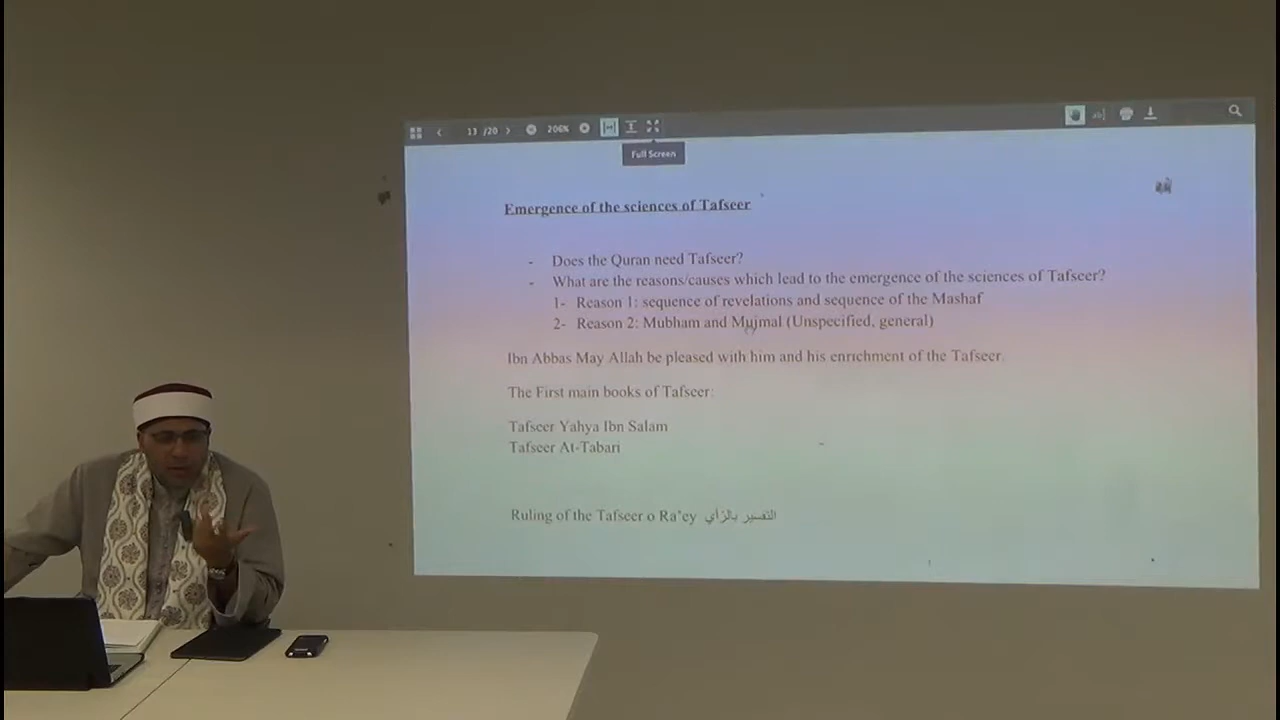 13 /20
206%
Full Screen
Emergence of the sciences of Tafseer
- Does the Quran need Tafseer?
- What are the reasons/causes which lead to the emergence of the sciences of Tafseer?
1- Reason 1: sequence of revelations and sequence of the Mashaf
2- Reason 2: Mubham and Mujmal (Unspecified, general)
Ibn Abbas May Allah be pleased with him and his enrichment of the Tafseer
The First main books of Tafseer:
Tafseer Yahya Ibn Salam
Tafseer At-Tabari
Ruling of the Tafseer o Ra'ey التفسير بالرأي